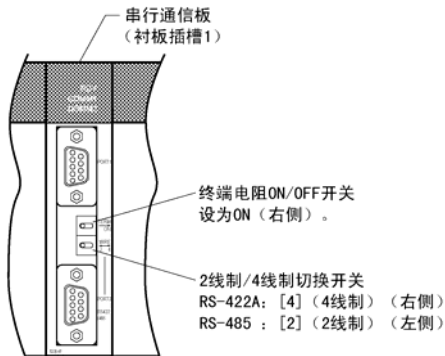 串行通信板
（衬板插槽1）
PORT1
终端电阻ON/OFF开关
设为ON（右侧）。
2线制/4线制切换开关
RS-422A: [4]（4线制）（右侧）
RS-485 : [2]（2线制）（左侧）